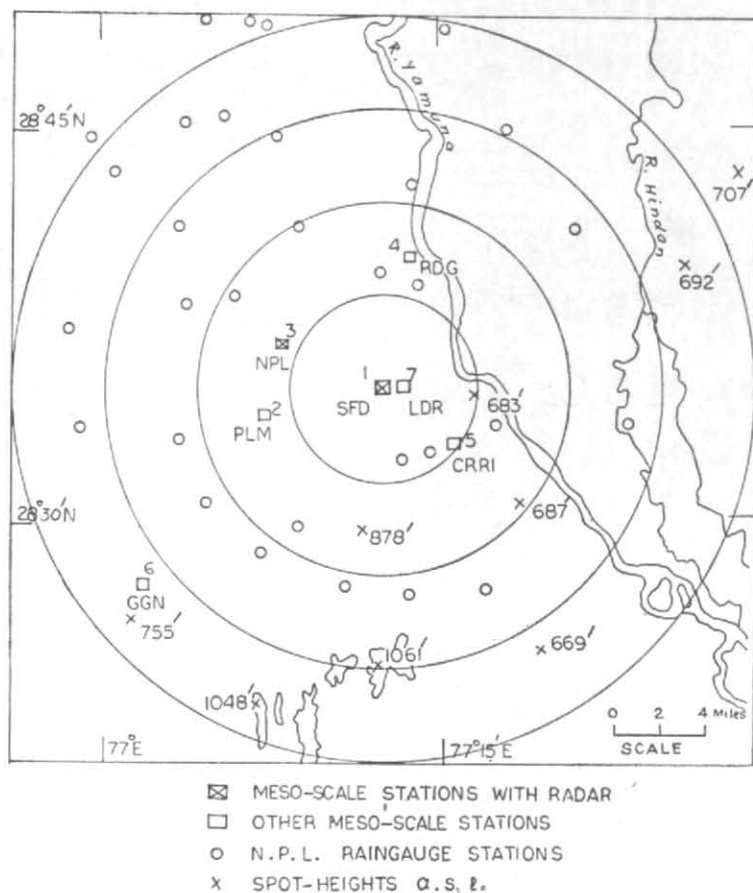 R. Yamuna
28° 45′ N
R. Hindan
707′
4
RDG
692′
3
NPL
1 7
SFD LDR
683′
2
PLM
5
CRRI
28° 30′ N
687′
878′
6
GGN
755′
1061′
669′
1048′
0 2 4 Miles
SCALE
77° E
77° 15′ E
MESO-SCALE STATIONS WITH RADAR
OTHER MESO-SCALE STATIONS
N.P.L. RAINGAUGE STATIONS
SPOT-HEIGHTS a.s.l.